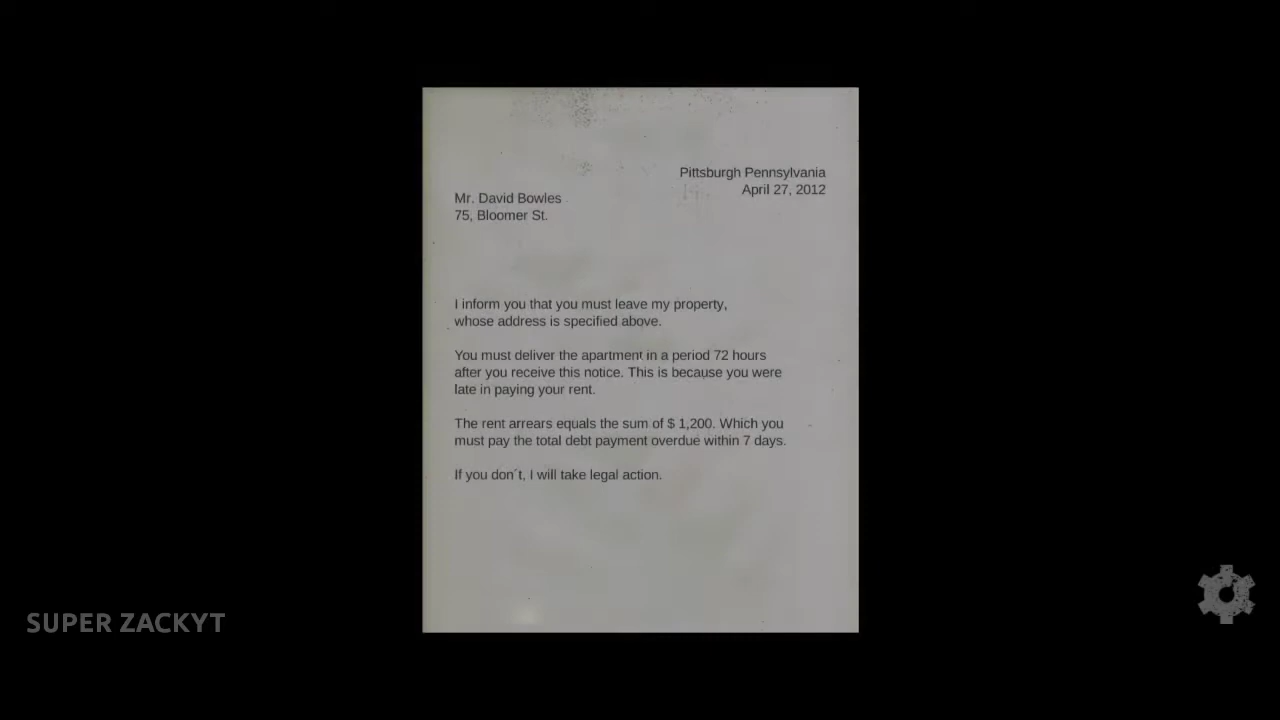 Pittsburgh Pennsylvania
April 27, 2012
Mr. David Bowles
75, Bloomer St.
I inform you that you must leave my property,
whose address is specified above.
You must deliver the apartment in a period 72 hours
after you receive this notice. This is because you were
late in paying your rent.
The rent arrears equals the sum of $ 1,200. Which you
must pay the total debt payment overdue within 7 days.
If you don´t, I will take legal action.
SUPER ZACKYT